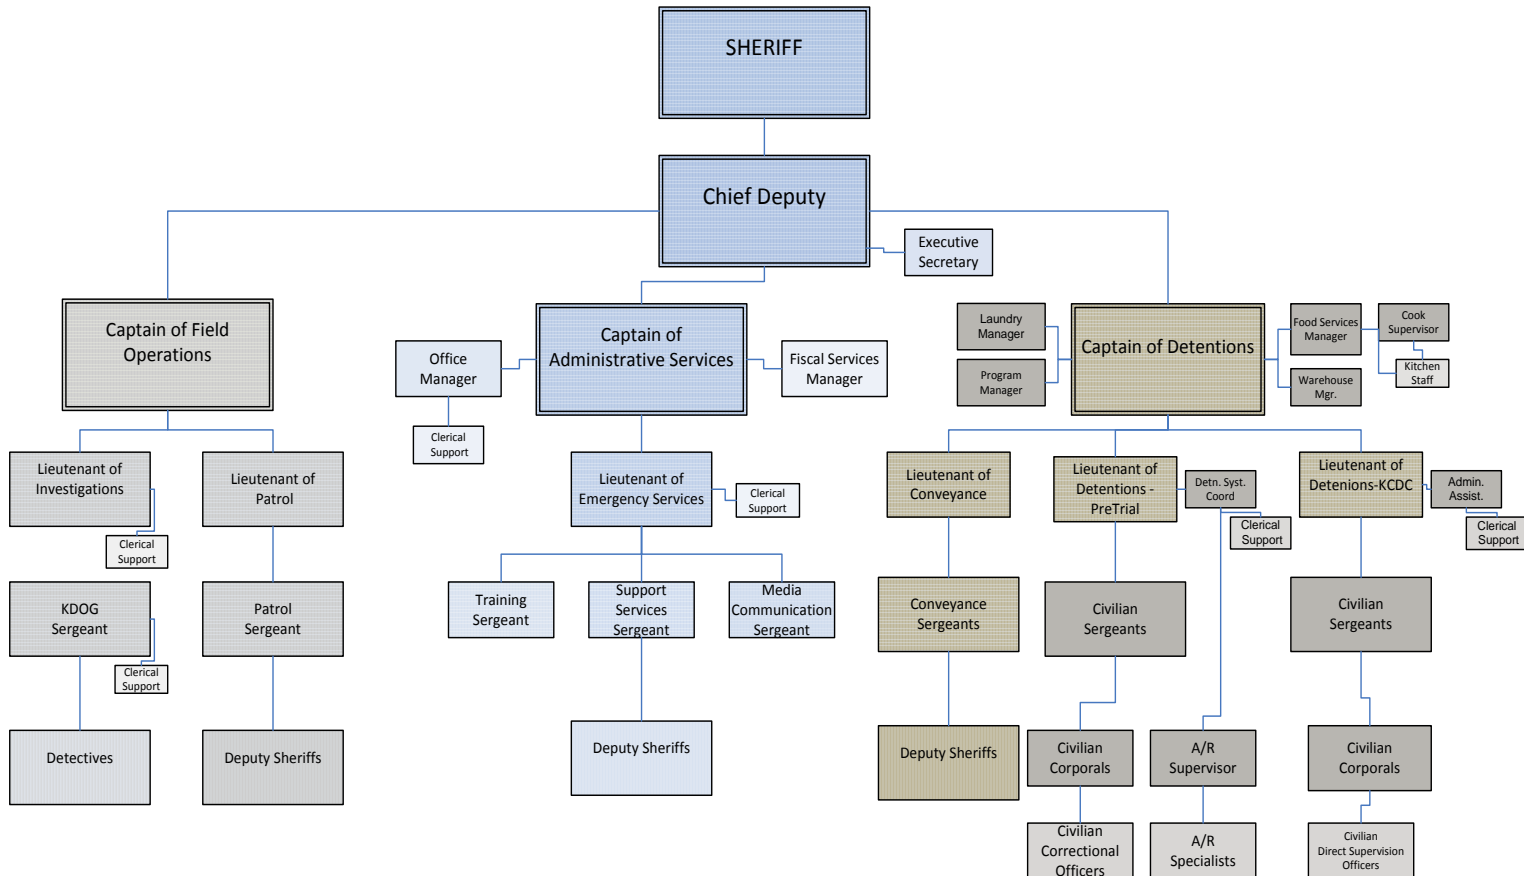 SHERIFF
Chief Deputy
Executive
Secretary
Captain of Field
Operations
Captain of
Administrative Services
Office
Manager
Clerical
Support
Fiscal Services
Manager
Laundry
Manager
Program
Manager
Captain of Detentions
Food Services
Manager
Cook
Supervisor
Kitchen
Staff
Warehouse
Mgr.
Lieutenant of
Investigations
Clerical
Support
Lieutenant of
Patrol
Lieutenant of
Emergency Services
Clerical
Support
Lieutenant of
Conveyance
Lieutenant of
Detentions -
PreTrial
Detn. Syst.
Coord
Clerical
Support
Lieutenant of
Detenions-KCDC
Admin.
Assist.
Clerical
Support
KDOG
Sergeant
Clerical
Support
Patrol
Sergeant
Training
Sergeant
Support
Services
Sergeant
Media
Communication
Sergeant
Conveyance
Sergeants
Civilian
Sergeants
Civilian
Sergeants
Detectives
Deputy Sheriffs
Deputy Sheriffs
Deputy Sheriffs
Civilian
Corporals
A/R
Supervisor
Civilian
Corporals
Civilian
Correctional
Officers
A/R
Specialists
Civilian
Direct Supervision
Officers